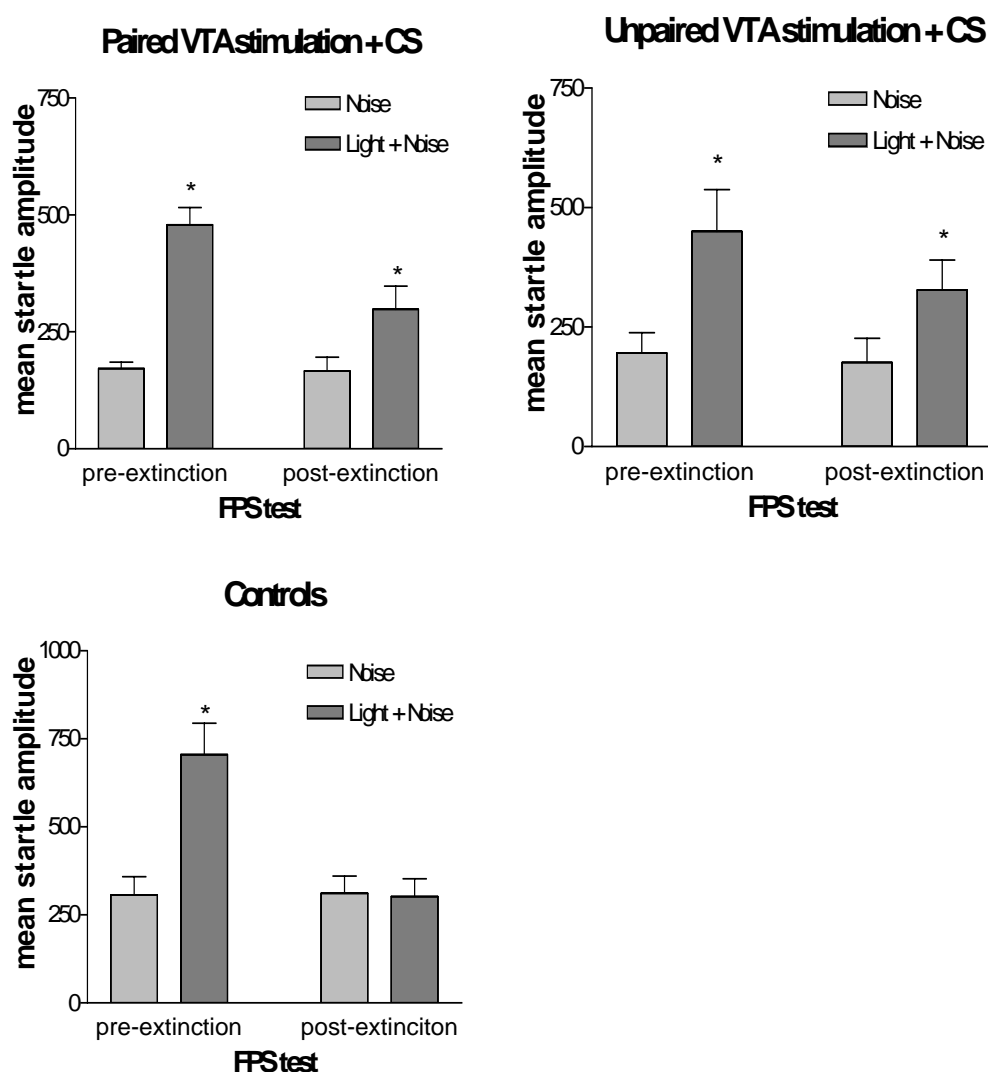 Paired VTA stimulation + CS
mean startle amplitude
750
500
250
0
Noise
Light + Noise
*
*
pre-extinction post-extinction
FPS test
Unpaired VTA stimulation + CS
mean startle amplitude
750
500
250
0
Noise
Light + Noise
*
*
pre-extinction post-extinction
FPS test
Controls
mean startle amplitude
1000
750
500
250
0
Noise
Light + Noise
*
pre-extinction post-extinciton
FPS test